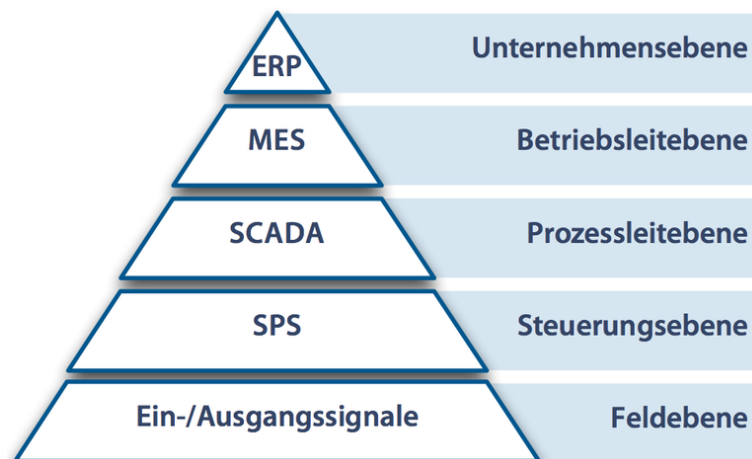 ERP Unternehmensebene
MES Betriebsleitebene
SCADA Prozessleitebene
SPS Steuerungsebene
Ein-/Ausgangssignale Feldebene